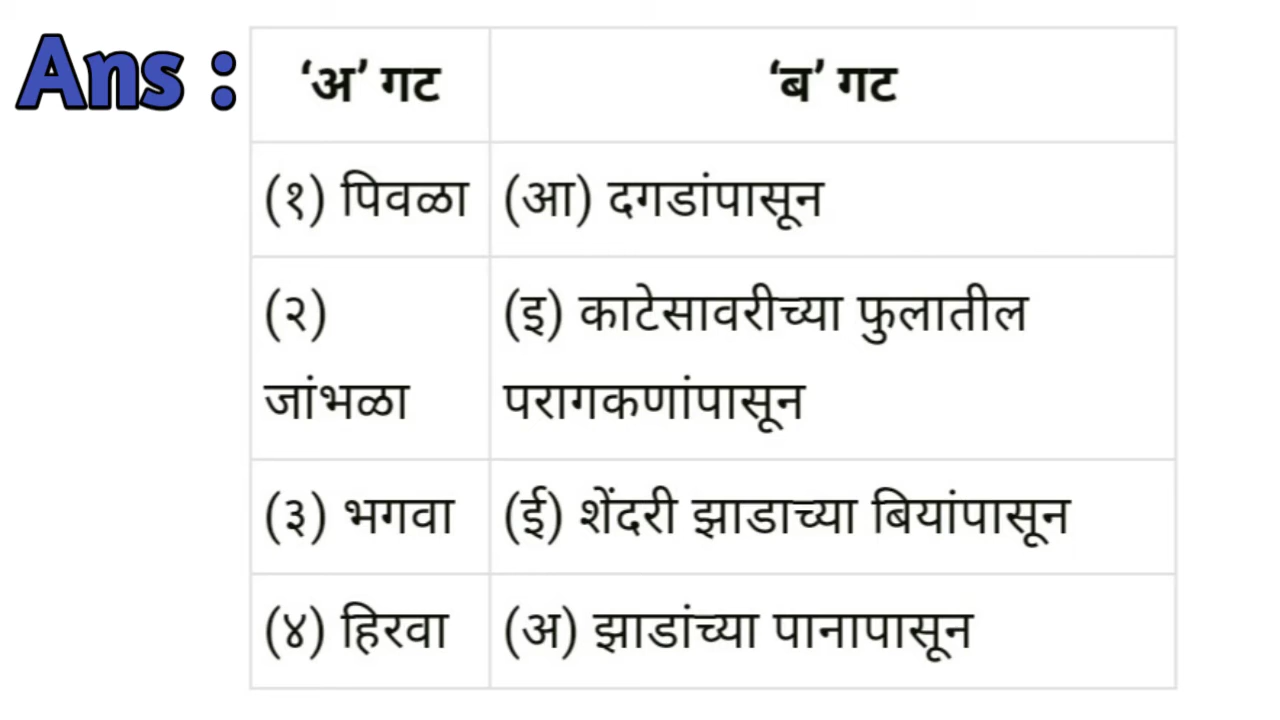 Ans :
‘अ’ गट ‘ब’ गट
(१) पिवळा (आ) दगडांपासून
(२) (इ) काटेसावरीच्या फुलातील
जांभळा परागकणांपासून
(३) भगवा (ई) शेंदरी झाडाच्या बियांपासून
(४) हिरवा (अ) झाडांच्या पानापासून